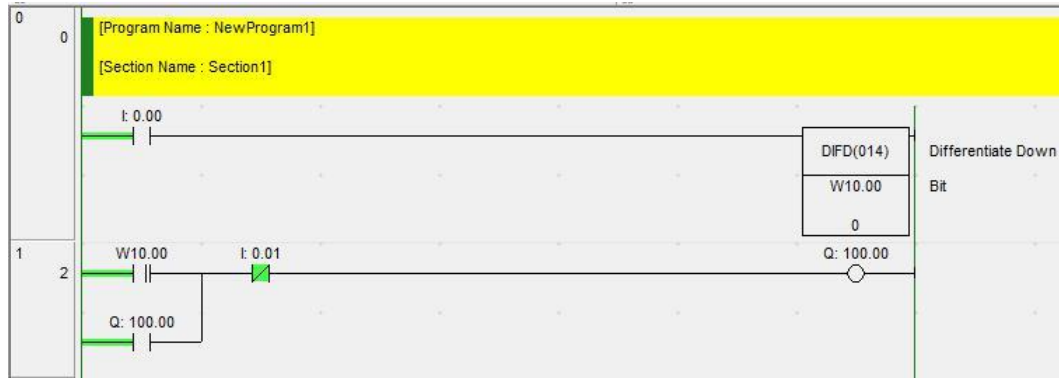 0
0
[Program Name : NewProgram1]
[Section Name : Section1]
I: 0.00
DIFD(014)
Differentiate Down
W10.00
Bit
0
1
W10.00
I: 0.01
Q: 100.00
2
Q: 100.00